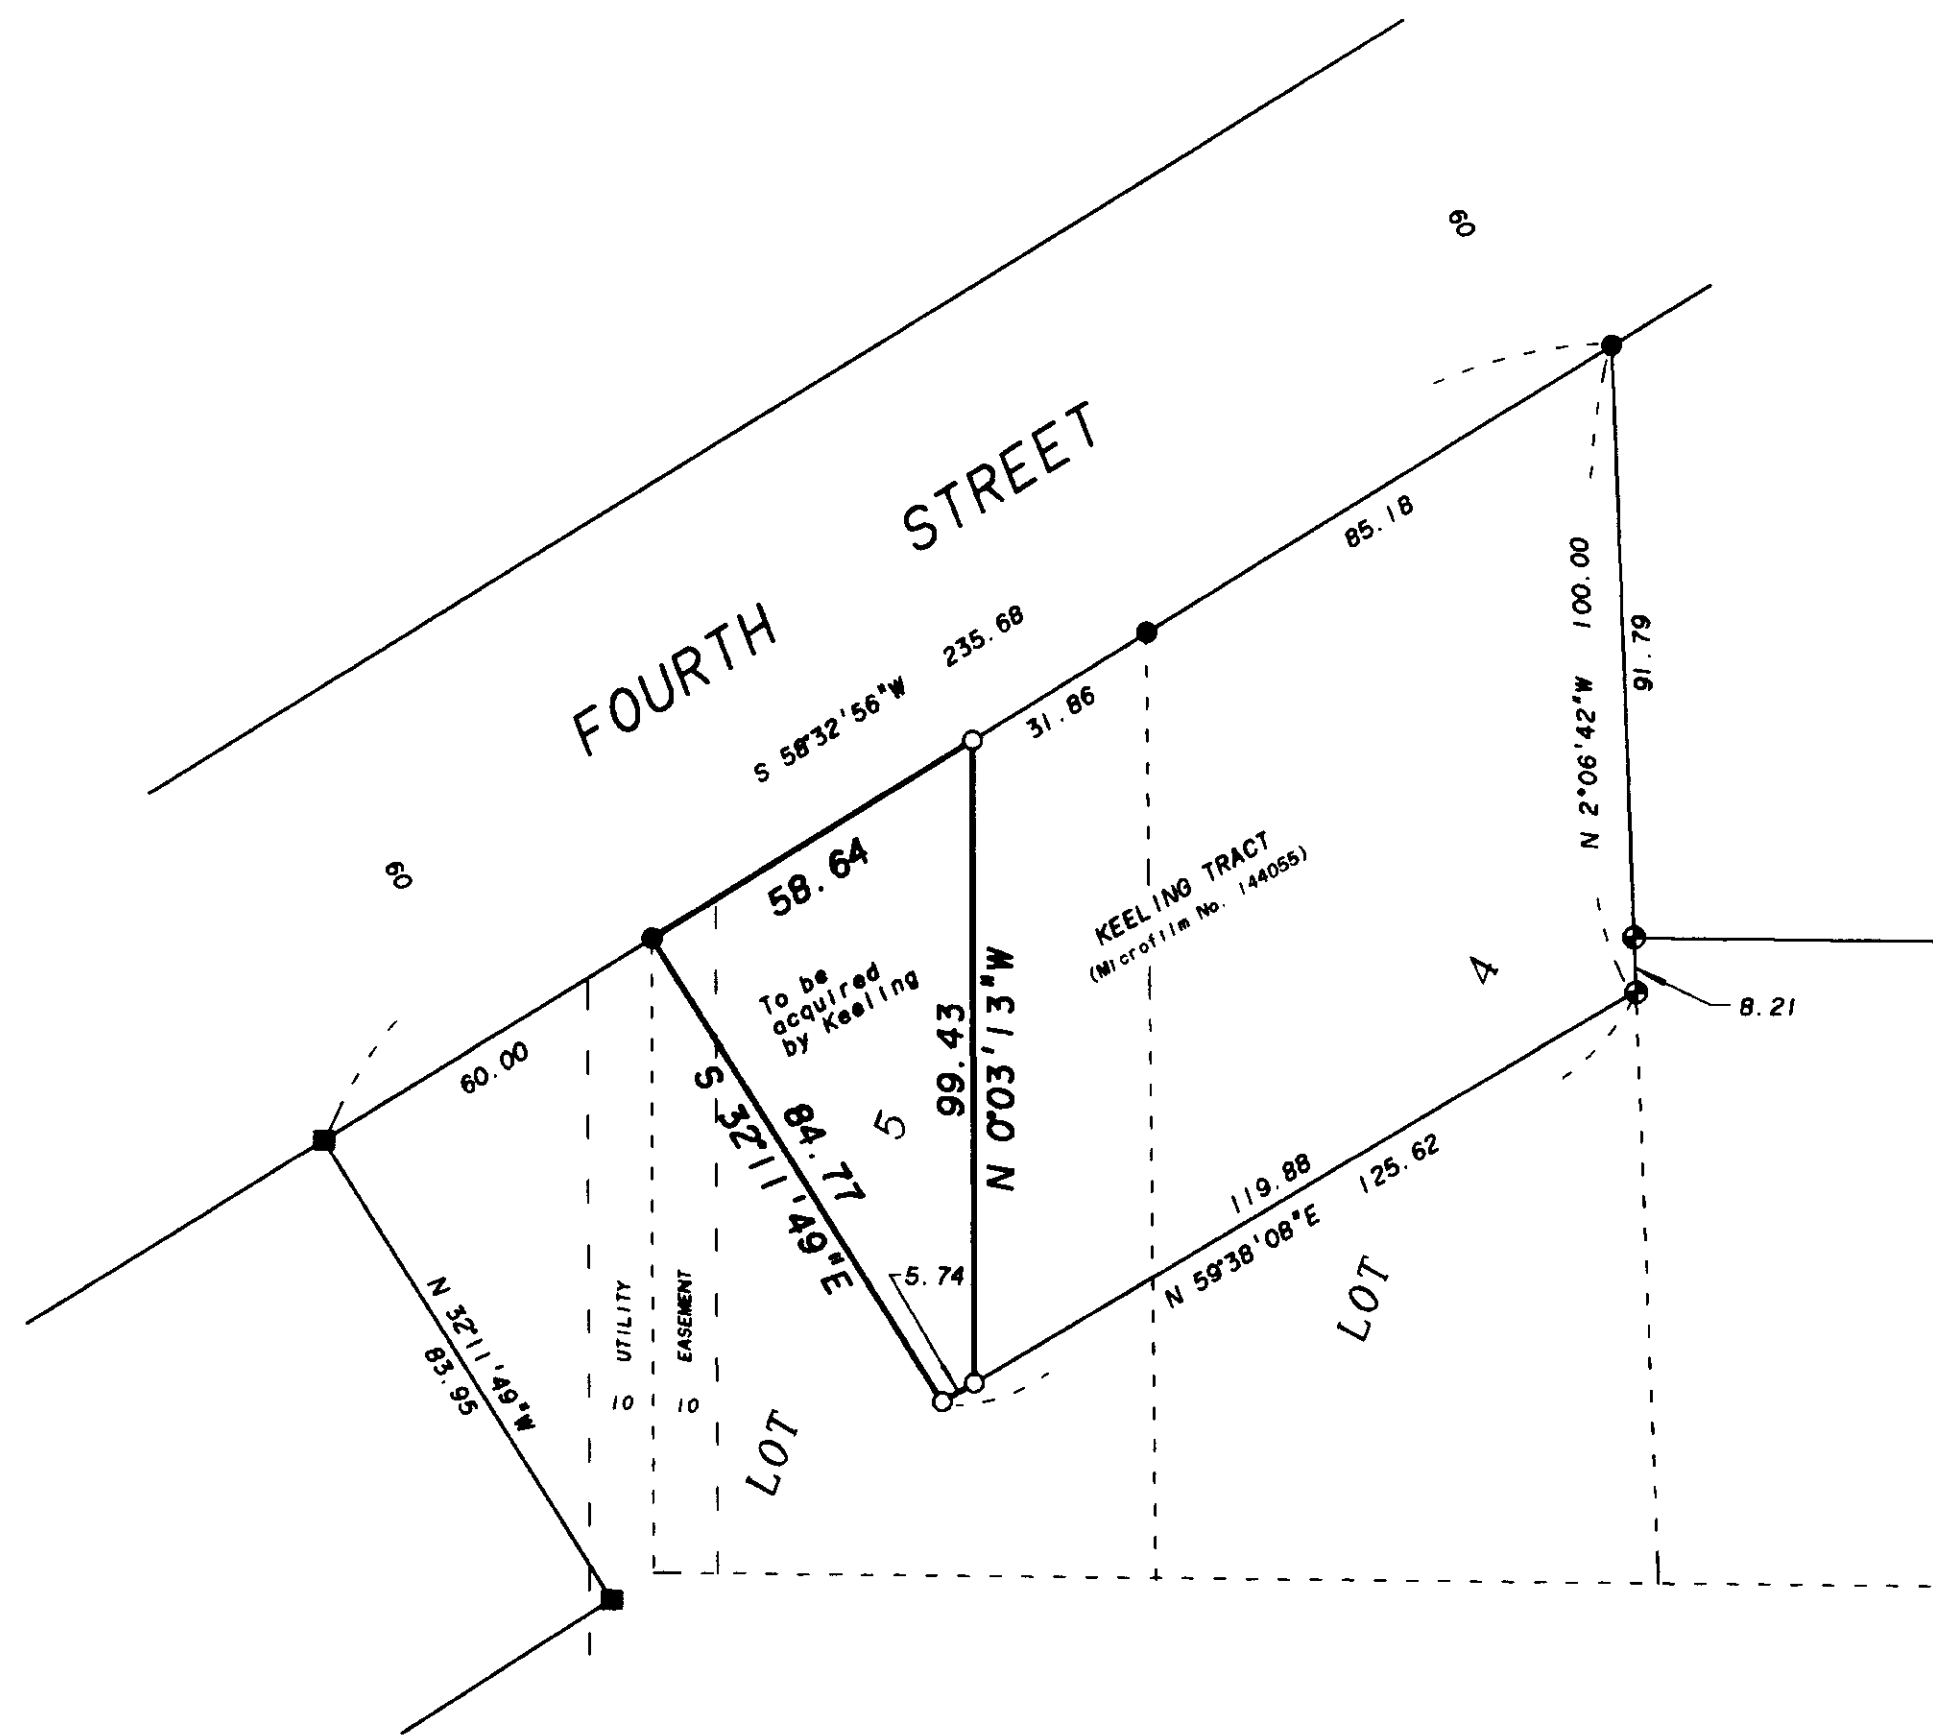 60
FOURTH STREET
S 58°32'56"W 235.68
85.18
31.86
58.64
60
60.00
N 2°06'42"W 100.00
91.79
8.21
KEELING TRACT
(Microfilm No. 144055)
4
To be
acquired
by Keeling
5
99.43
N 0°03'13"W
84.77
S 32°11'49"E
5.74
119.88
125.62
N 59°38'08"E
LOT
N 32°11'49"W
83.95
UTILITY
EASEMENT
10
10
LOT